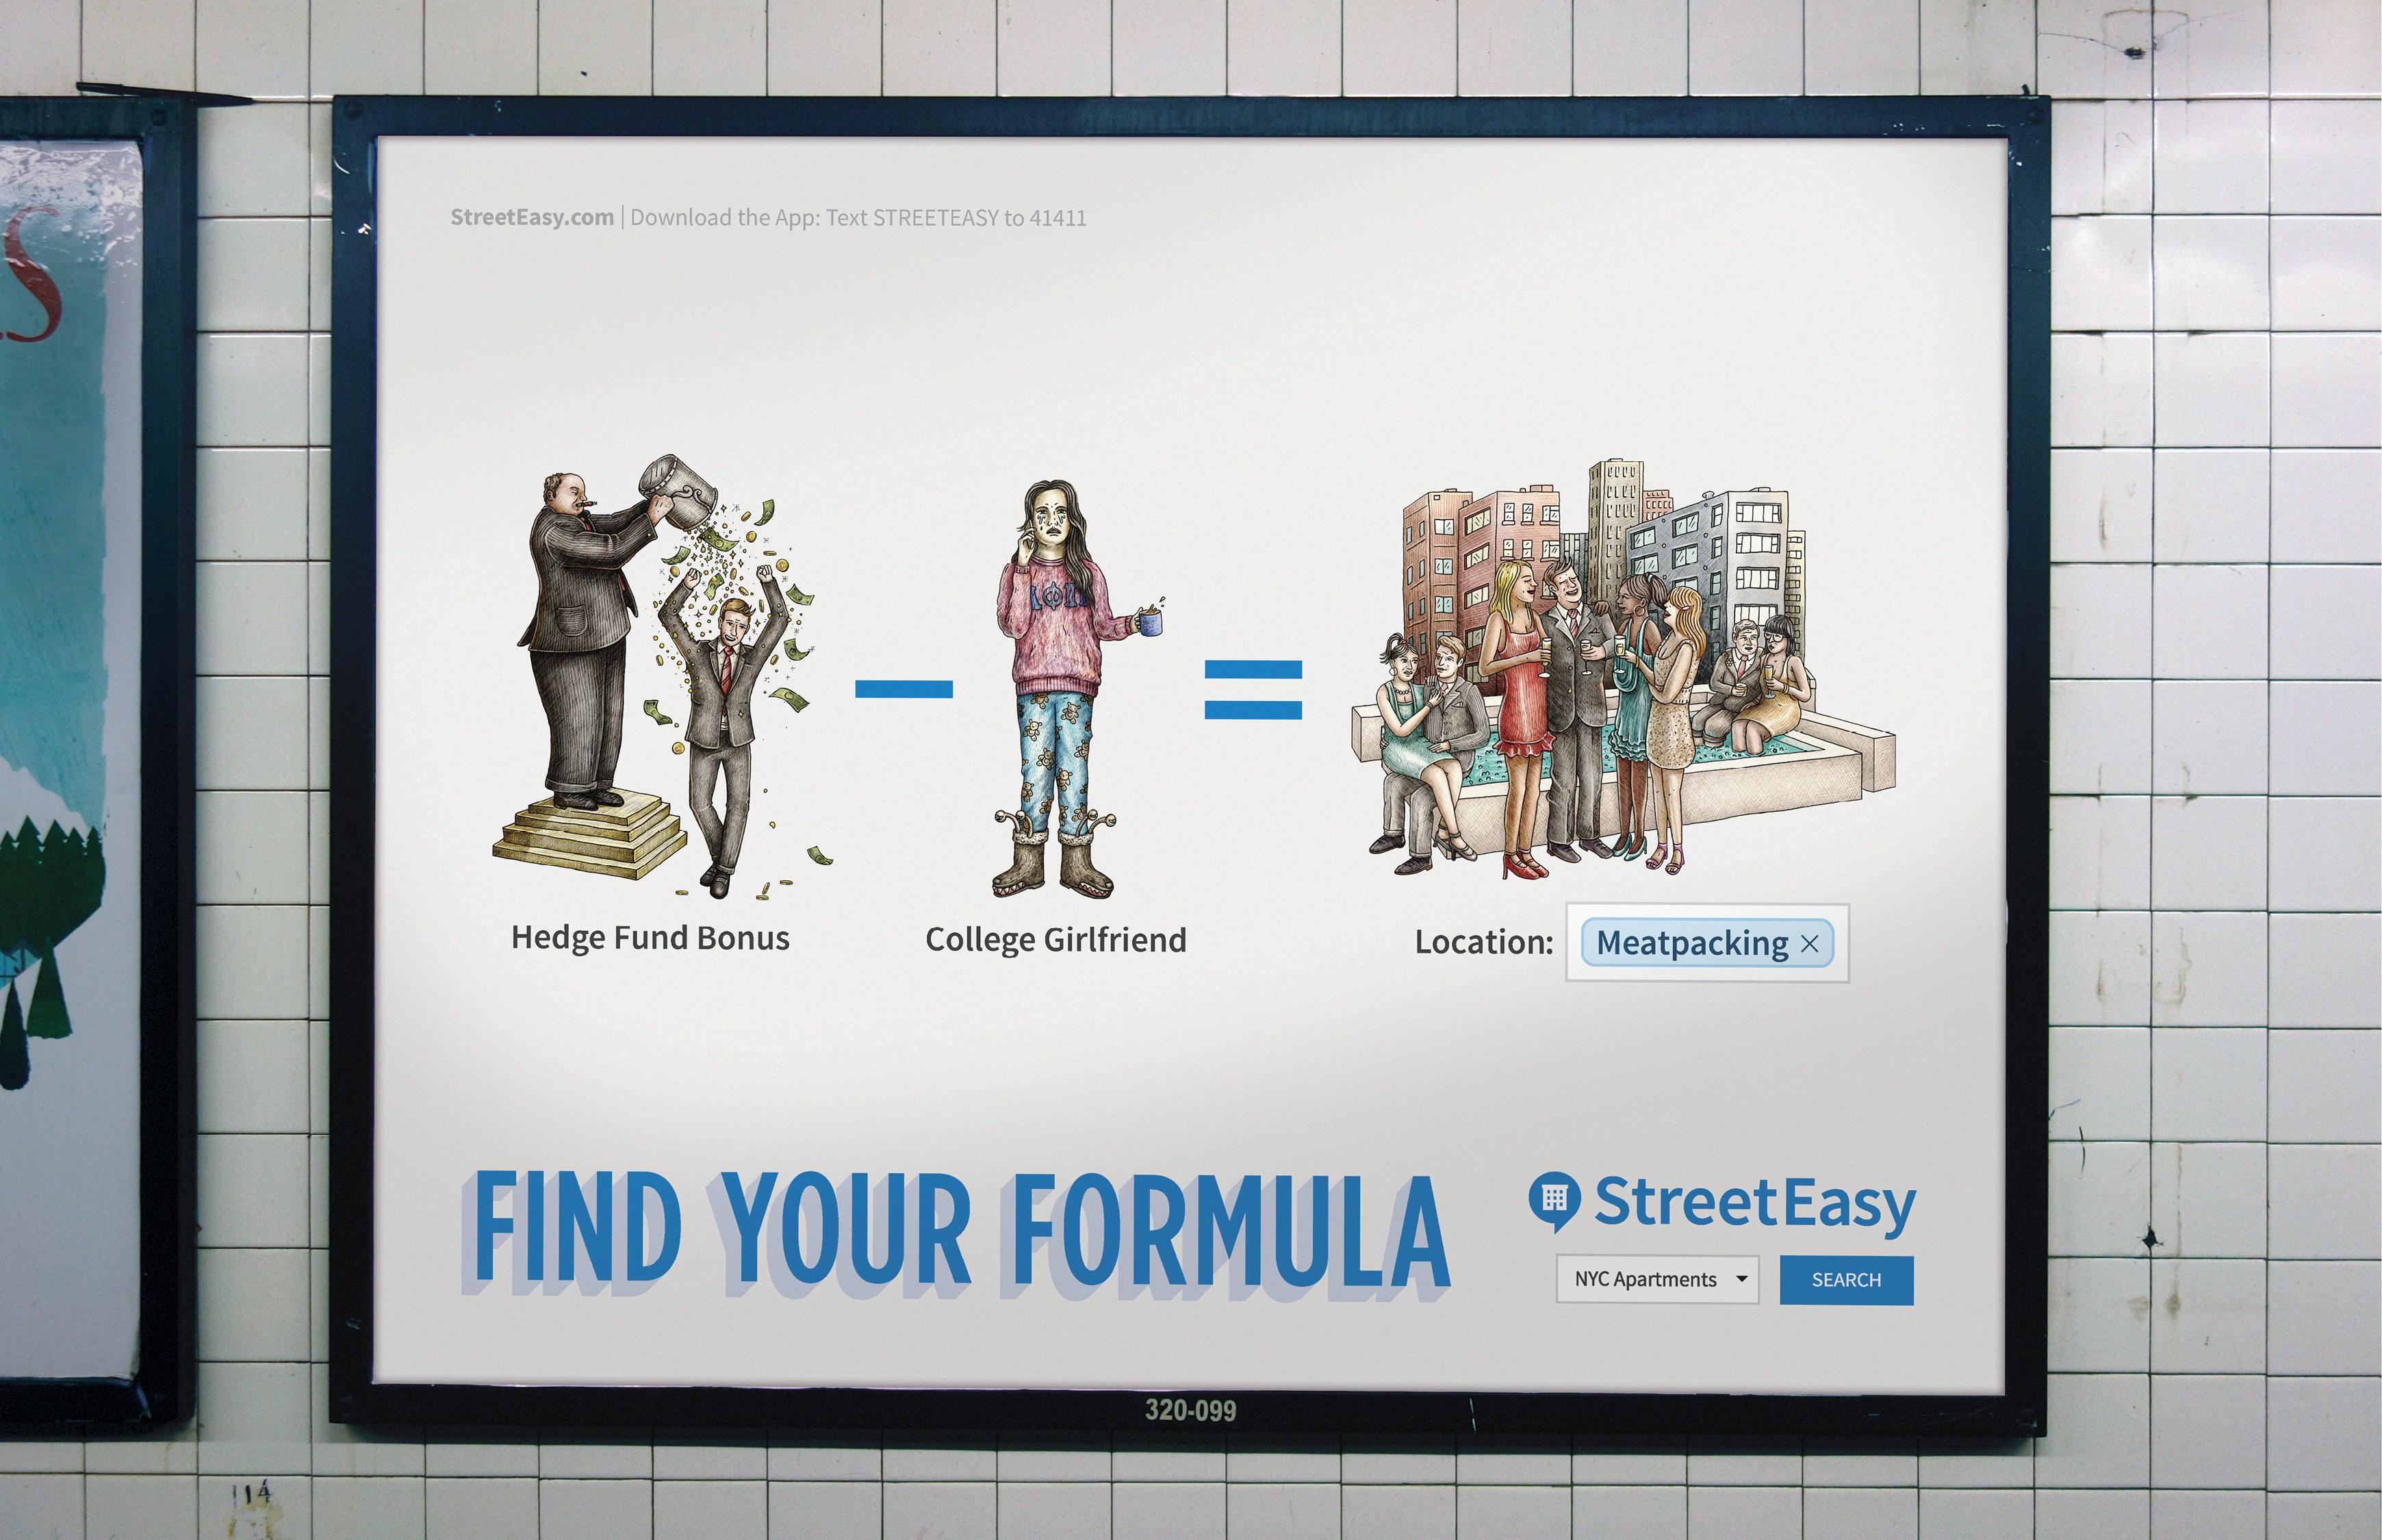 StreetEasy.com | Download the App: Text STREETEASY to 41411
Hedge Fund Bonus
College Girlfriend
Location: Meatpacking ×
FIND YOUR FORMULA
StreetEasy
NYC Apartments
SEARCH
320-099
114
S